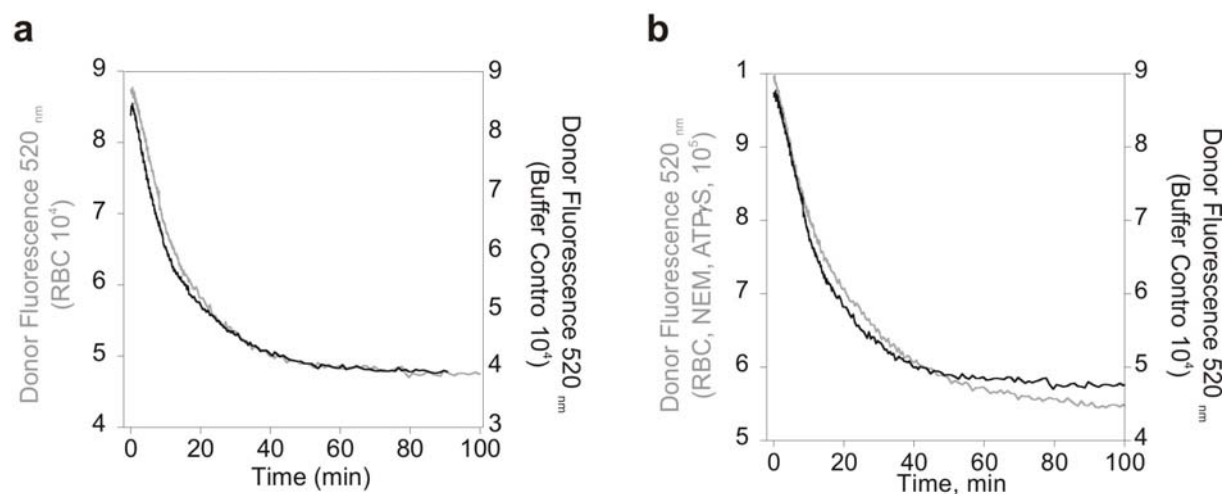 a
b
Donor Fluorescence 520 nm
(RBC 10⁴)
9
8
7
6
5
4
9
8
4
6
5
4
3
Donor Fluorescence 520 nm
(Buffer Contro 10⁴)
0 20 40 60 80 100
Time (min)
Donor Fluorescence 520 nm
(RBC, NEM, ATPγS, 10⁵)
1
9
8
7
6
5
9
8
7
6
5
4
Donor Fluorescence 520 nm
(Buffer Contro 10⁴)
0 20 40 60 80 100
Time, min